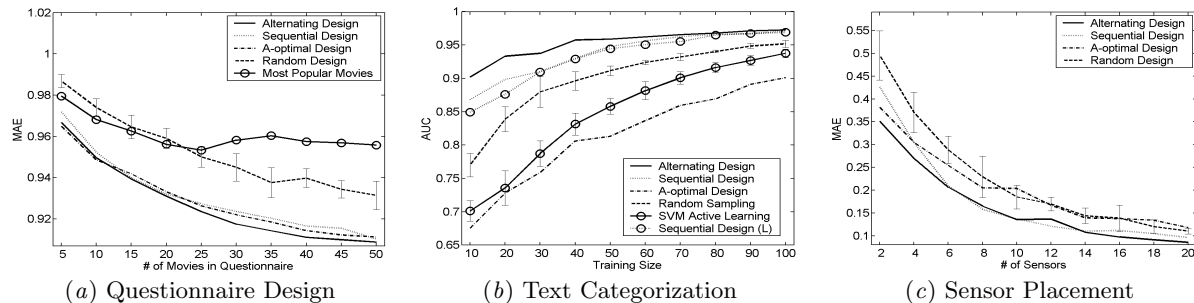 1.02
1
0.98
0.96
0.94
0.92
MAE
Alternating Design
Sequential Design
A-optimal Design
Random Design
Most Popular Movies
5 10 15 20 25 30 35 40 45 50
# of Movies in Questionnaire
(a) Questionnaire Design
1
0.95
0.9
0.85
0.8
0.75
0.7
0.65
AUC
Alternating Design
Sequential Design
A-optimal Design
Random Sampling
SVM Active Learning
Sequential Design (L)
10 20 30 40 50 60 70 80 90 100
Training Size
(b) Text Categorization
0.55
0.5
0.45
0.4
0.35
0.3
0.25
0.2
0.15
0.1
MAE
Alternating Design
Sequential Design
A-optimal Design
Random Design
2 4 6 8 10 12 14 16 18 20
# of Sensors
(c) Sensor Placement